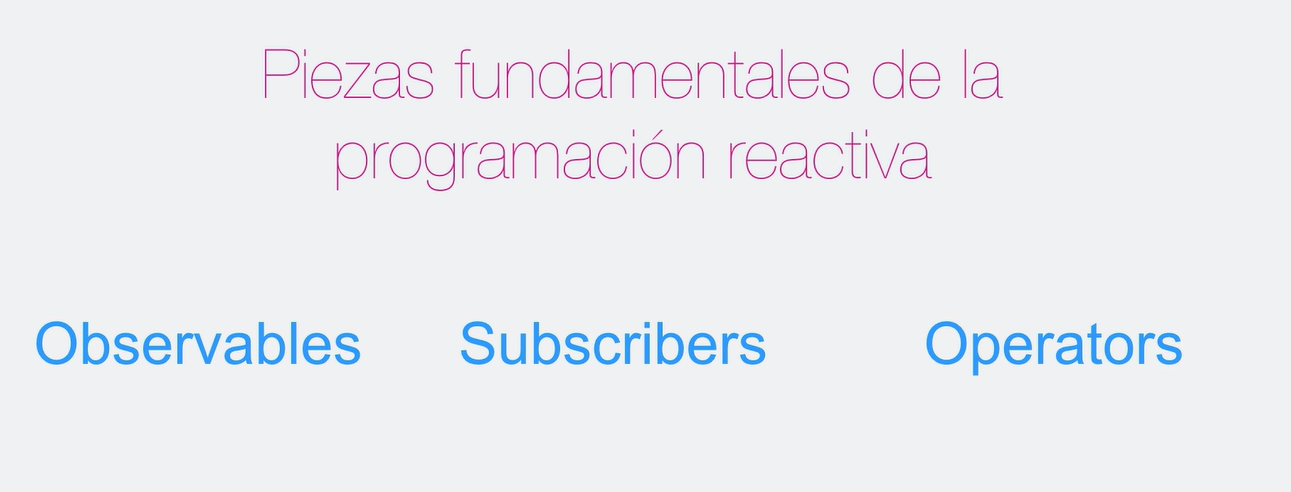 Piezas fundamentales de la
programación reactiva
Observables Subscribers Operators